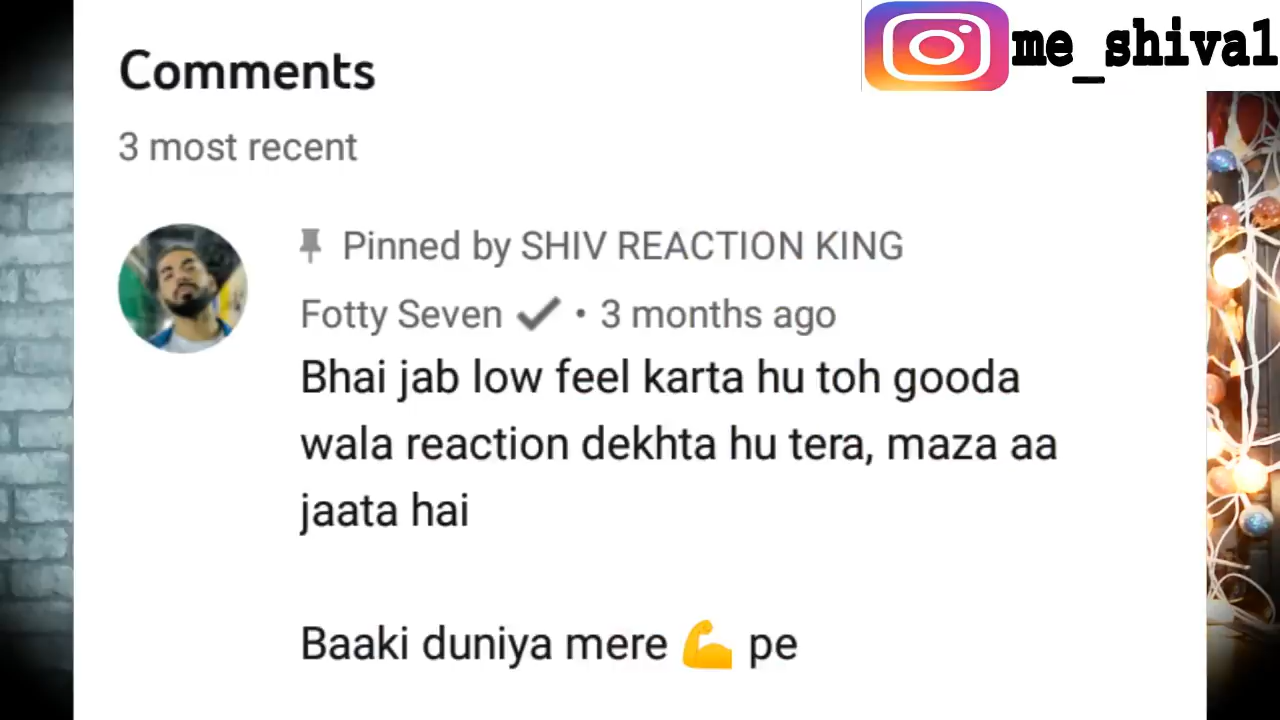 me_shiva1
Comments
3 most recent
Pinned by SHIV REACTION KING
Fotty Seven ✔ • 3 months ago
Bhai jab low feel karta hu toh gooda
wala reaction dekhta hu tera, maza aa
jaata hai
Baaki duniya mere 💪 pe